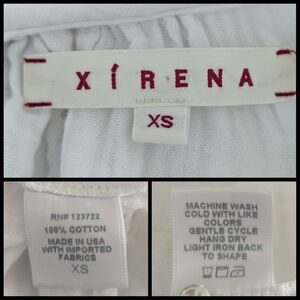 XíRENA
XS
RN# 123722
100% COTTON
MADE IN USA
WITH IMPORTED
FABRICS
XS
MACHINE WASH
COLD WITH LIKE
COLORS
GENTLE CYCLE
HANG DRY
LIGHT IRON BACK
TO SHAPE